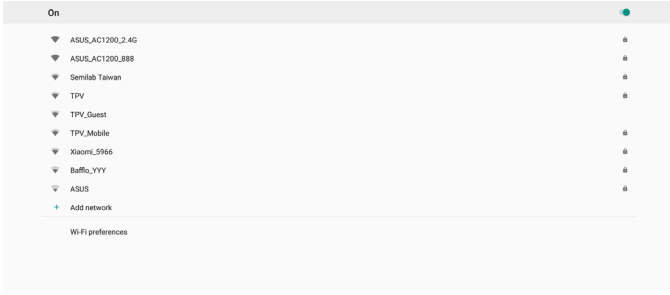 On
ASUS_AC1200_2.4G
ASUS_AC1200_888
Semilab Taiwan
TPV
TPV_Guest
TPV_Mobile
Xiaomi_5966
Bafflo_YYY
ASUS
+ Add network
Wi-Fi preferences